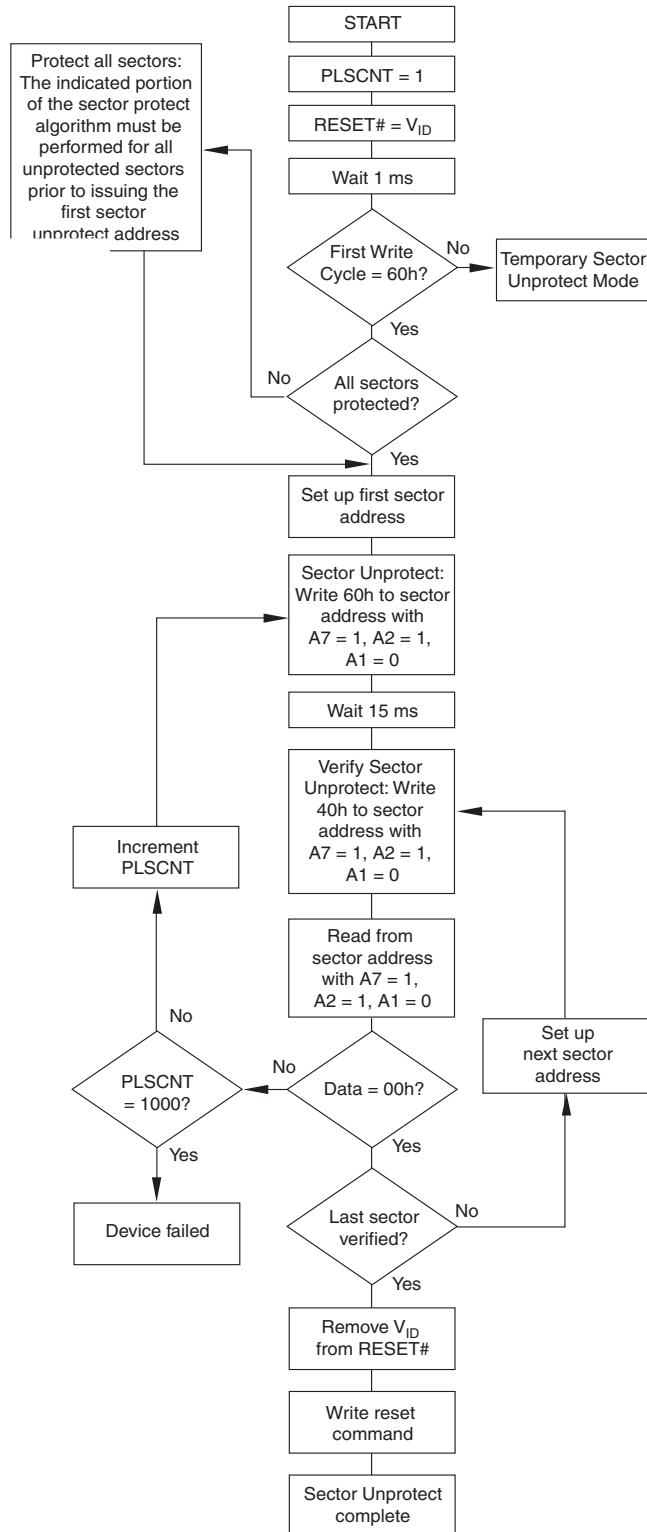 START
PLSCNT = 1
RESET# = VID
Wait 1 ms
Protect all sectors:
The indicated portion
of the sector protect
algorithm must be
performed for all
unprotected sectors
prior to issuing the
first sector
unprotect address
First Write
Cycle = 60h?
No
Temporary Sector
Unprotect Mode
Yes
No
All sectors
protected?
Yes
Set up first sector
address
Sector Unprotect:
Write 60h to sector
address with
A7 = 1, A2 = 1,
A1 = 0
Wait 15 ms
Verify Sector
Unprotect: Write
40h to sector
address with
A7 = 1, A2 = 1,
A1 = 0
Increment
PLSCNT
Read from
sector address
with A7 = 1,
A2 = 1, A1 = 0
No
Set up
next sector
address
PLSCNT
= 1000?
No
Data = 00h?
Yes
Yes
Device failed
Last sector
verified?
No
Yes
Remove VID
from RESET#
Write reset
command
Sector Unprotect
complete